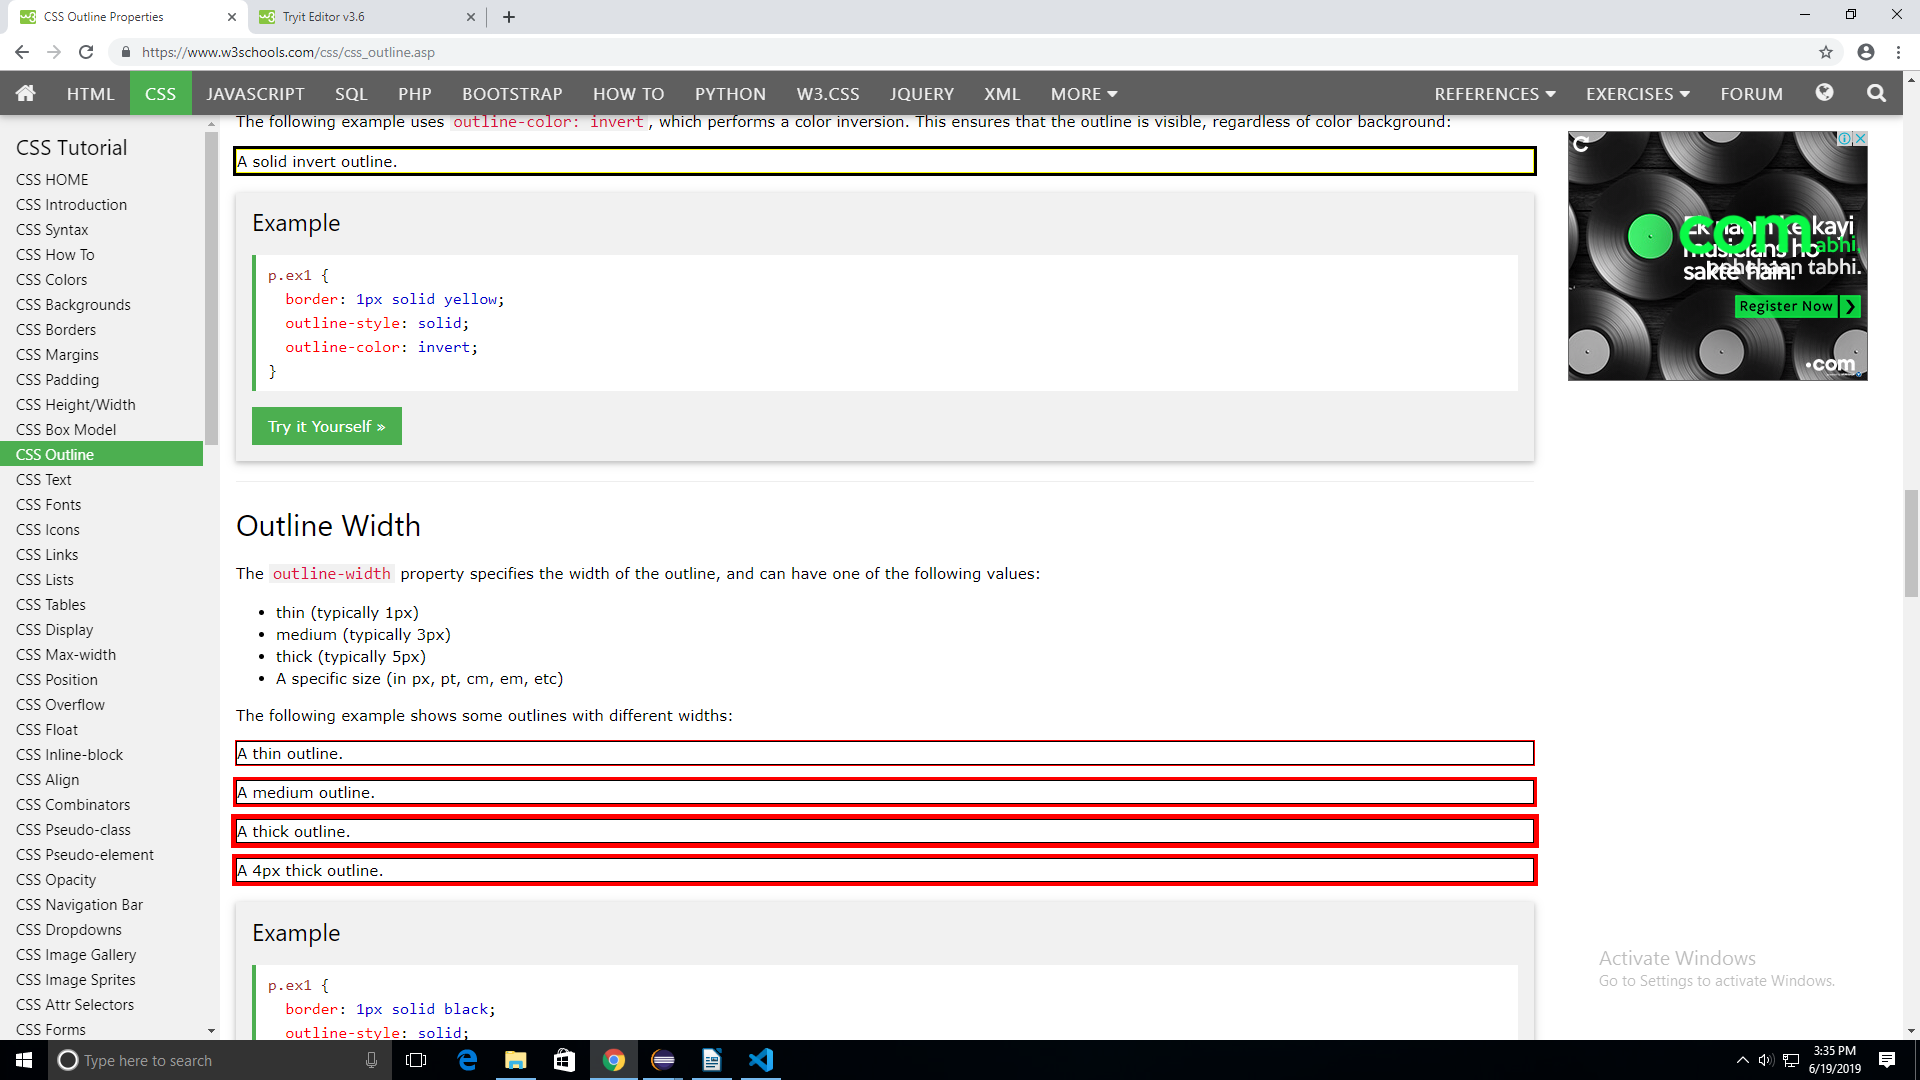 CSS Outline Properties
Tryit Editor v3.6
https://www.w3schools.com/css/css_outline.asp
HTML CSS JAVASCRIPT SQL PHP BOOTSTRAP HOW TO PYTHON W3.CSS JQUERY XML MORE REFERENCES EXERCISES FORUM
CSS Tutorial
CSS HOME
CSS Introduction
CSS Syntax
CSS How To
CSS Colors
CSS Backgrounds
CSS Borders
CSS Margins
CSS Padding
CSS Height/Width
CSS Box Model
CSS Outline
CSS Text
CSS Fonts
CSS Icons
CSS Links
CSS Lists
CSS Tables
CSS Display
CSS Max-width
CSS Position
CSS Overflow
CSS Float
CSS Inline-block
CSS Align
CSS Combinators
CSS Pseudo-class
CSS Pseudo-element
CSS Opacity
CSS Navigation Bar
CSS Dropdowns
CSS Image Gallery
CSS Image Sprites
CSS Attr Selectors
CSS Forms
The following example uses outline-color: invert, which performs a color inversion. This ensures that the outline is visible, regardless of color background:
A solid invert outline.
Example
p.ex1 {
border: 1px solid yellow;
outline-style: solid;
outline-color: invert;
}
Try it Yourself »
Outline Width
The outline-width property specifies the width of the outline, and can have one of the following values:
• thin (typically 1px)
• medium (typically 3px)
• thick (typically 5px)
• A specific size (in px, pt, cm, em, etc)
The following example shows some outlines with different widths:
A thin outline.
A medium outline.
A thick outline.
A 4px thick outline.
Example
p.ex1 {
border: 1px solid black;
outline-style: solid;
com
kayi
musicians ho
abhi.
sakte
tabhi.
Register Now
.com
Activate Windows
Go to Settings to activate Windows.
Type here to search
3:35 PM
6/19/2019